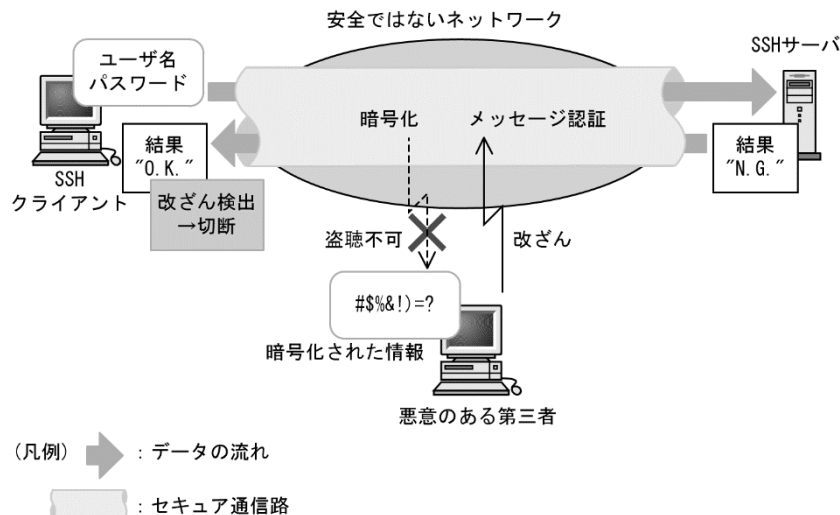 安全ではないネットワーク
SSHサーバ
ユーザ名
パスワード
暗号化
メッセージ認証
結果
"O.K."
結果
"N.G."
SSH
クライアント
改ざん検出
→切断
盗聴不可
改ざん
#$%&!)=?
暗号化された情報
悪意のある第三者
(凡例)
：データの流れ
：セキュア通信路